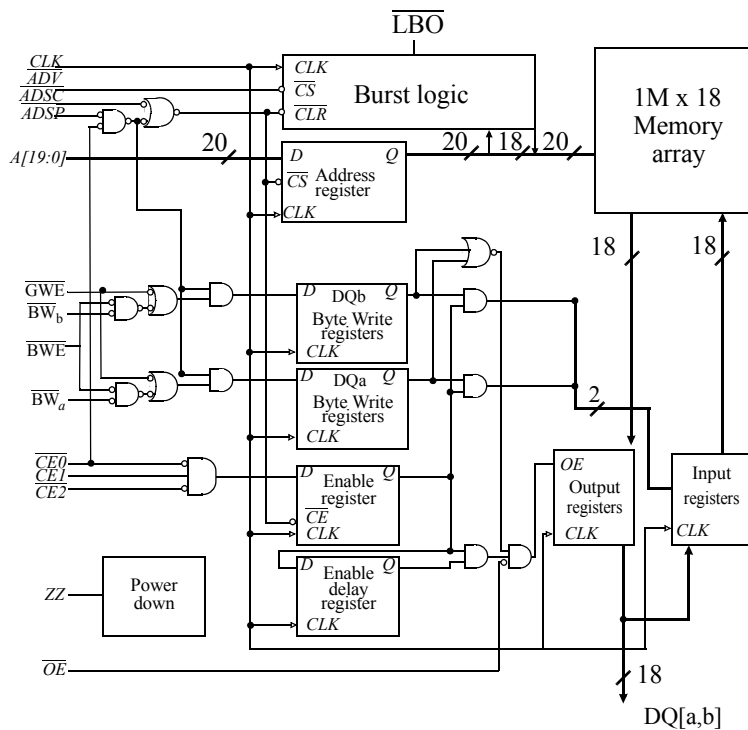 LBO
CLK
ADV
ADSC
ADSP
A[19:0]
20
CLK
CS
CLR
Burst logic
1M x 18
Memory
array
D
Q
CS
Address
register
CLK
20
18
20
18
18
GWE
BWb
BWE
BWa
D
DQb
Q
Byte Write
registers
CLK
D
DQa
Q
Byte Write
registers
CLK
2
CE0
CE1
CE2
D
Enable
Q
register
CE
CLK
OE
Output
registers
CLK
Input
registers
CLK
D
Enable
Q
delay
register
CLK
ZZ
Power
down
OE
18
DQ[a,b]